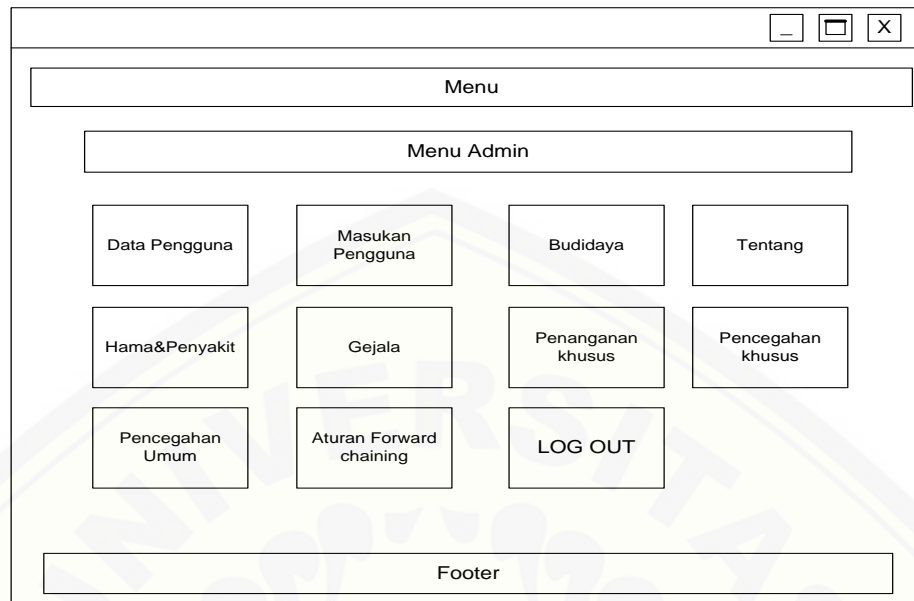 _ X
Menu
Menu Admin
Data Pengguna
Masukan
Pengguna
Budidaya
Tentang
Hama&Penyakit
Gejala
Penanganan
khusus
Pencegahan
khusus
Pencegahan
Umum
Aturan Forward
chaining
LOG OUT
Footer
UNIVERSITA